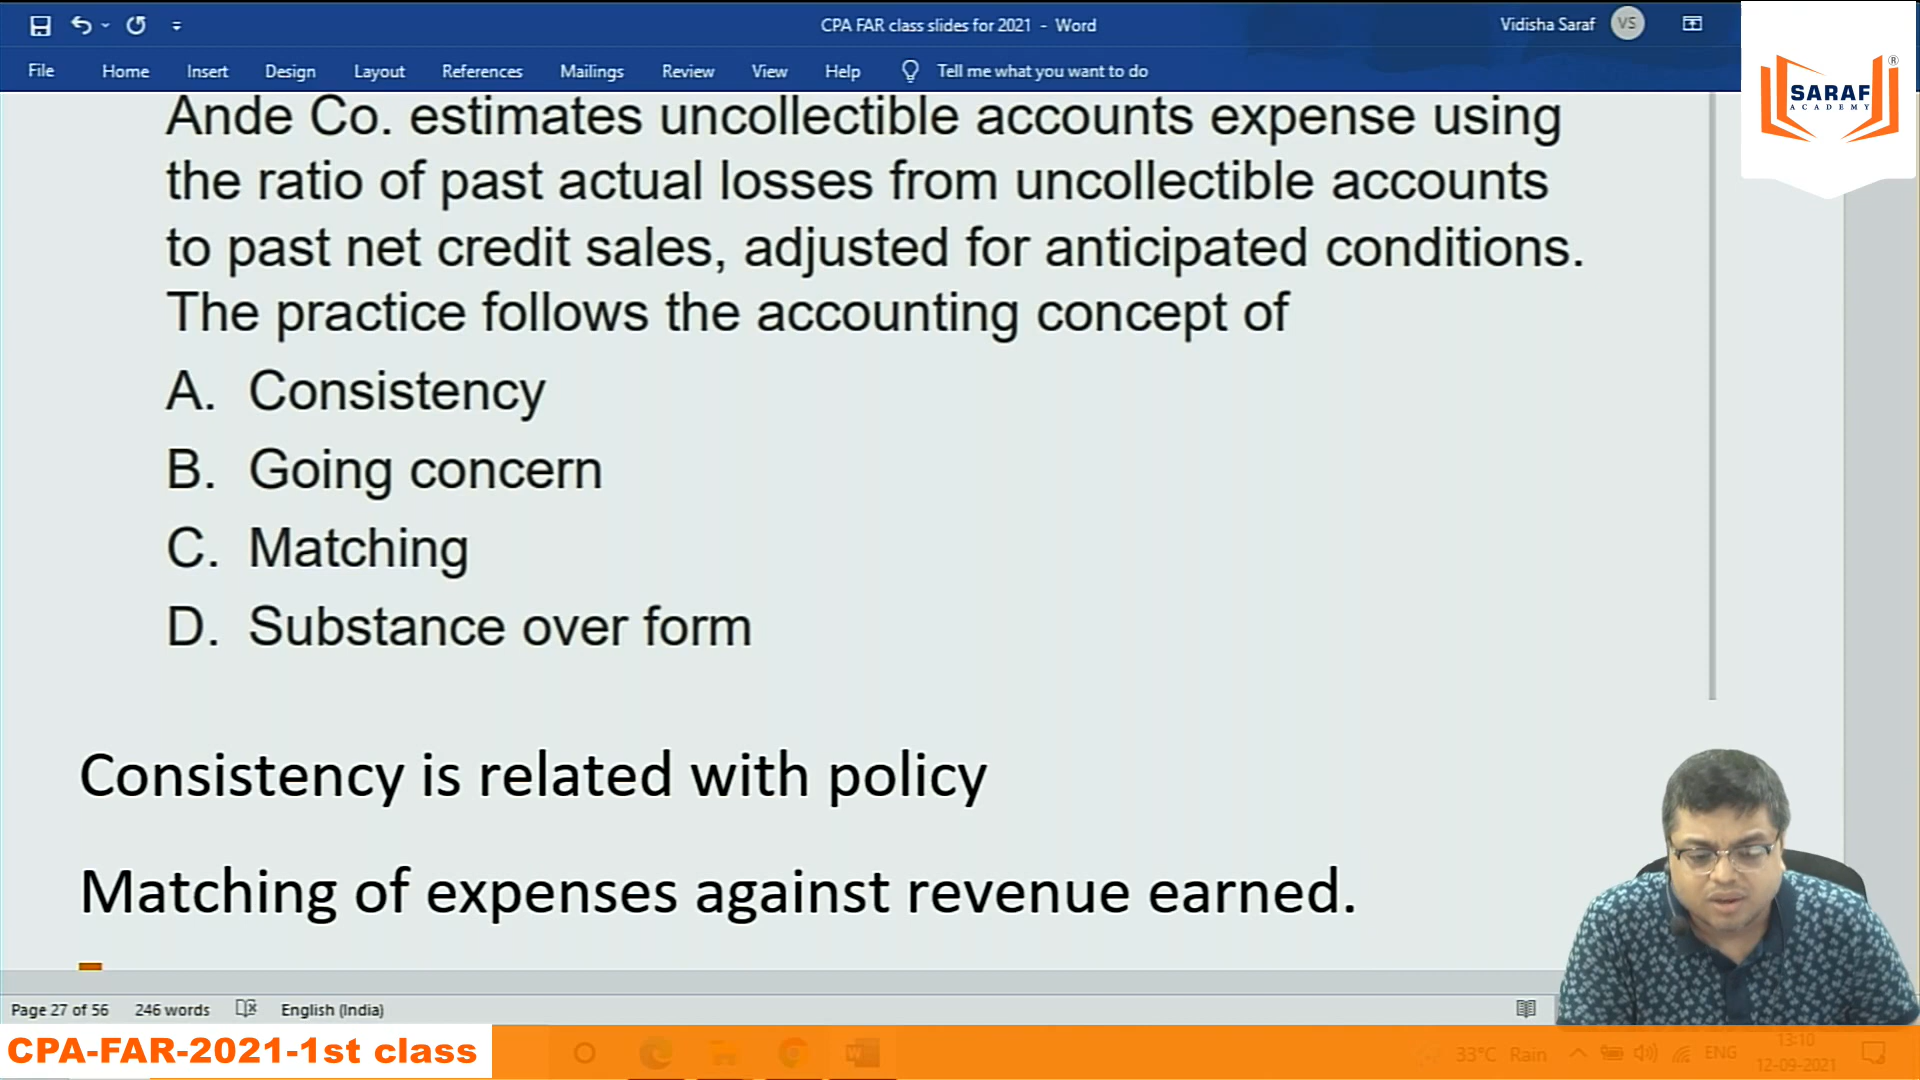 CPA FAR class slides for 2021 - Word
Vidisha Saraf
VS
File
Home
Insert
Design
Layout
References
Mailings
Review
View
Help
Tell me what you want to do
SARAF
ACADEMY
®
Ande Co. estimates uncollectible accounts expense using
the ratio of past actual losses from uncollectible accounts
to past net credit sales, adjusted for anticipated conditions.
The practice follows the accounting concept of
A. Consistency
B. Going concern
C. Matching
D. Substance over form
Consistency is related with policy
Matching of expenses against revenue earned.
Page 27 of 56
246 words
English (India)
CPA-FAR-2021-1st class
33°C Rain
ENG
13:10
12-09-2021